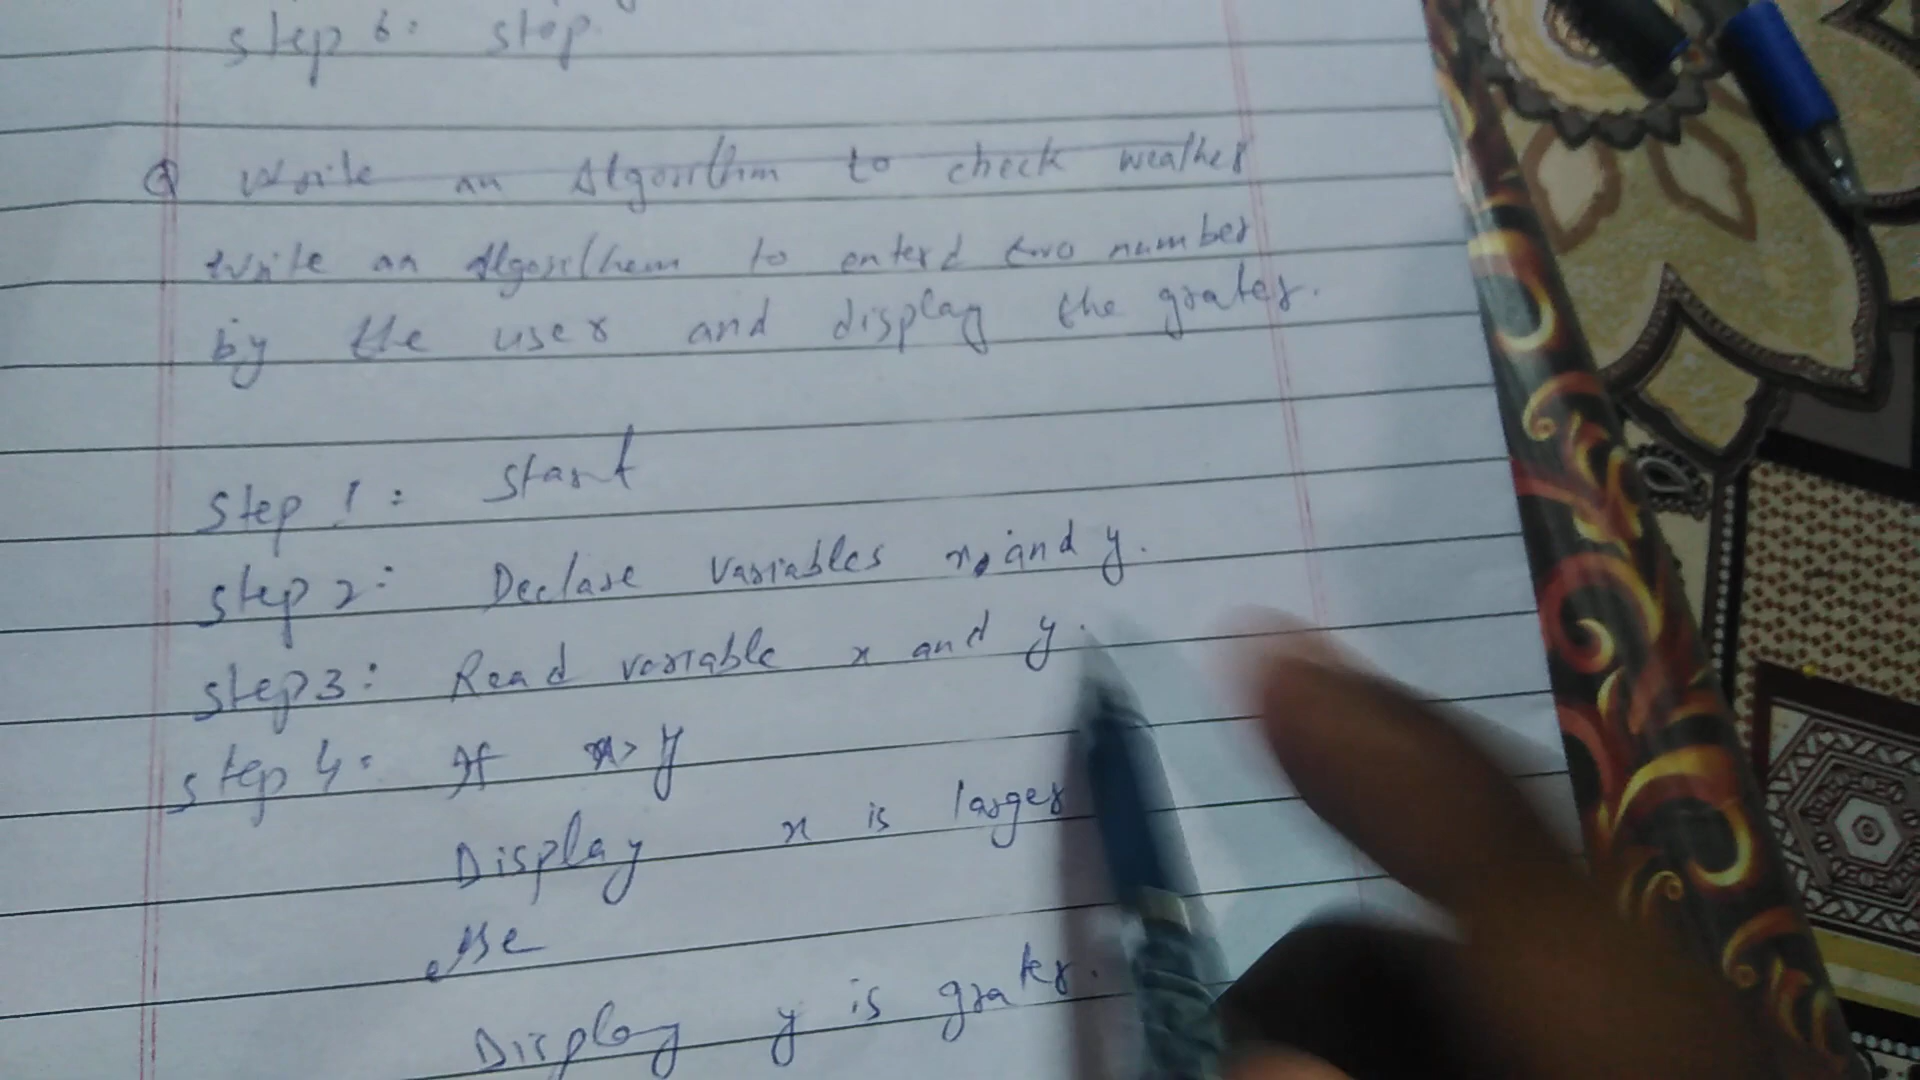 step 6: stop
Q Write an Algorithm to check weather
Write an Algorithem to enterd two number
by the user and display the grater.
Step 1: Start
Step 2: Declare variables x, and y.
Step 3: Read variable x and y.
Step 4: If x > y
Display x is larger
else
Display y is grater.